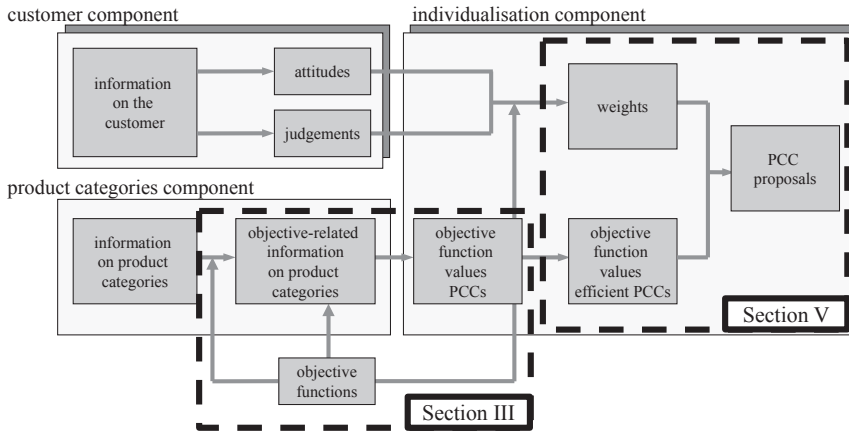 customer component
individualisation component
information
on the
customer
attitudes
judgements
weights
PCC
proposals
product categories component
information
on product
categories
objective-related
information
on product
categories
objective
function
values
PCCs
objective
function
values
efficient PCCs
Section V
objective
functions
Section III